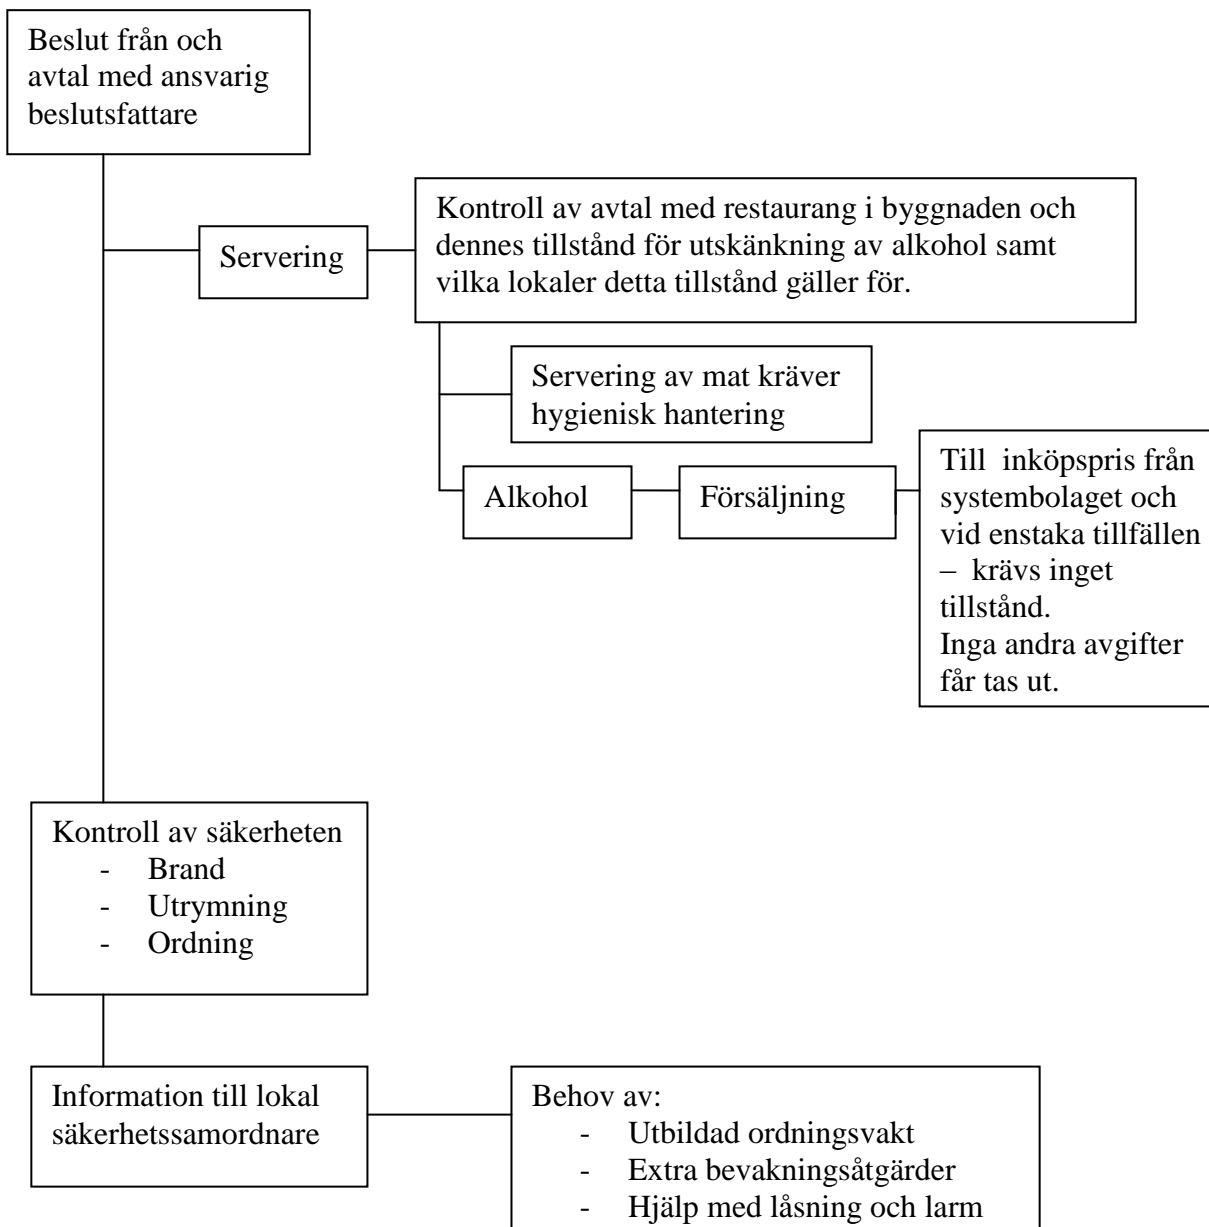 Beslut från och
avtal med ansvarig
beslutsfattare
Servering
Kontroll av avtal med restaurang i byggnaden och
dennes tillstånd för utskänkning av alkohol samt
vilka lokaler detta tillstånd gäller för.
Servering av mat kräver
hygienisk hantering
Alkohol
Försäljning
Till inköpspris från
systembolaget och
vid enstaka tillfällen
– krävs inget
tillstånd.
Inga andra avgifter
får tas ut.
Kontroll av säkerheten
- Brand
- Utrymning
- Ordning
Information till lokal
säkerhetssamordnare
Behov av:
- Utbildad ordningsvakt
- Extra bevakningsåtgärder
- Hjälp med låsning och larm